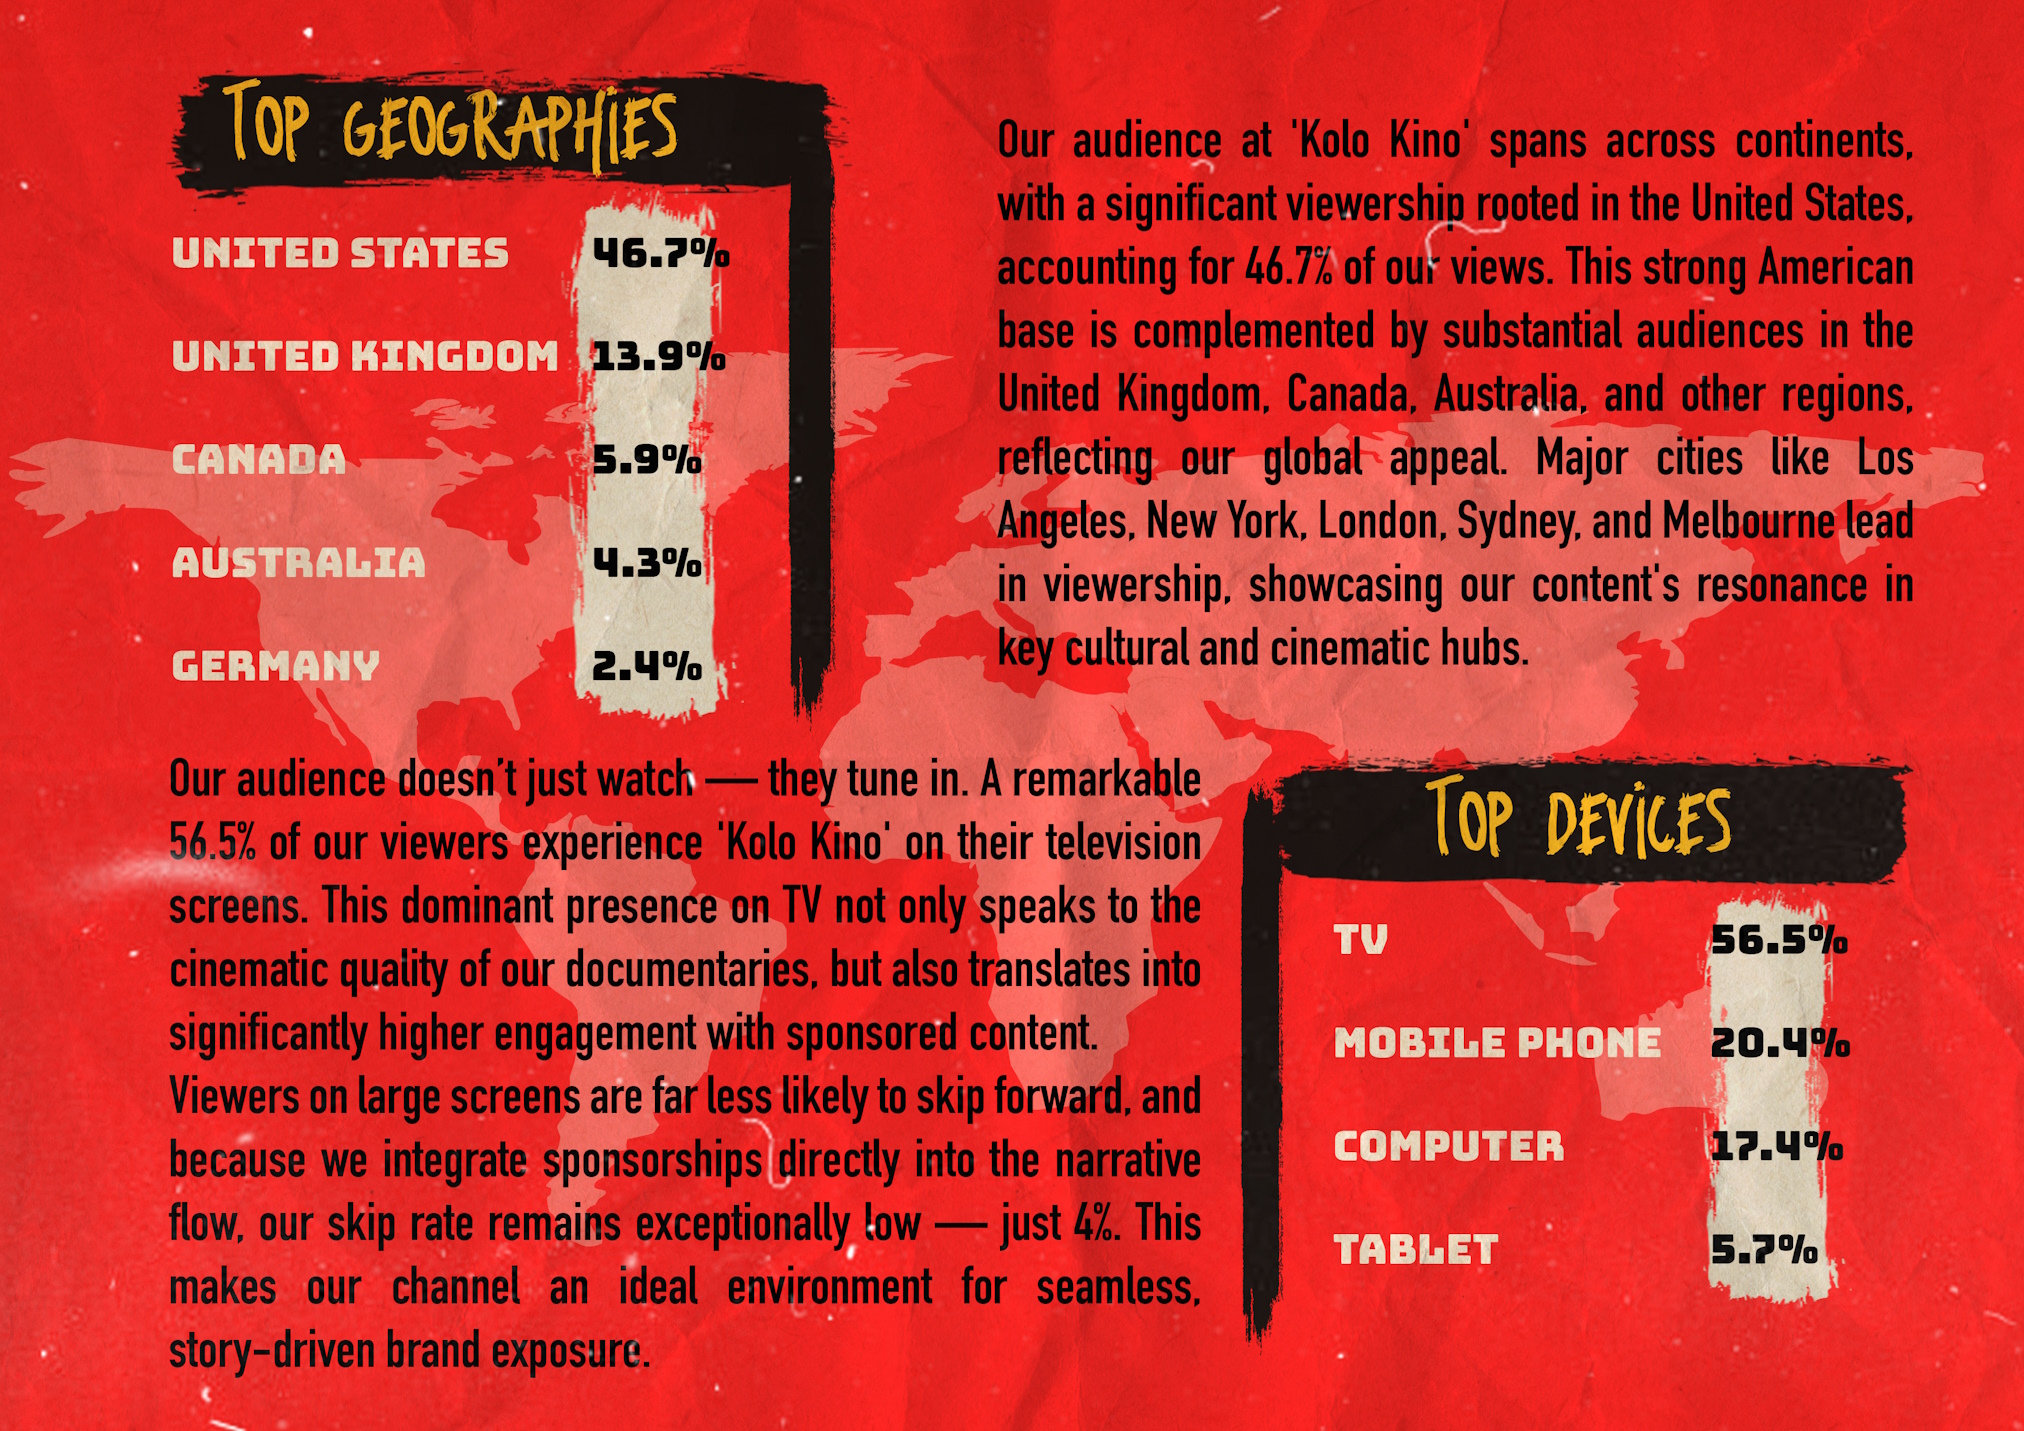 TOP GEOGRAPHIES
UNITED STATES 46.7%
UNITED KINGDOM 13.9%
CANADA 5.9%
AUSTRALIA 4.3%
GERMANY 2.4%
Our audience at 'Kolo Kino' spans across continents,
with a significant viewership rooted in the United States,
accounting for 46.7% of our views. This strong American
base is complemented by substantial audiences in the
United Kingdom, Canada, Australia, and other regions,
reflecting our global appeal. Major cities like Los
Angeles, New York, London, Sydney, and Melbourne lead
in viewership, showcasing our content's resonance in
key cultural and cinematic hubs.
Our audience doesn’t just watch — they tune in. A remarkable
56.5% of our viewers experience 'Kolo Kino' on their television
screens. This dominant presence on TV not only speaks to the
cinematic quality of our documentaries, but also translates into
significantly higher engagement with sponsored content.
Viewers on large screens are far less likely to skip forward, and
because we integrate sponsorships directly into the narrative
flow, our skip rate remains exceptionally low — just 4%. This
makes our channel an ideal environment for seamless,
story-driven brand exposure.
TOP DEVICES
TV 56.5%
MOBILE PHONE 20.4%
COMPUTER 17.4%
TABLET 5.7%